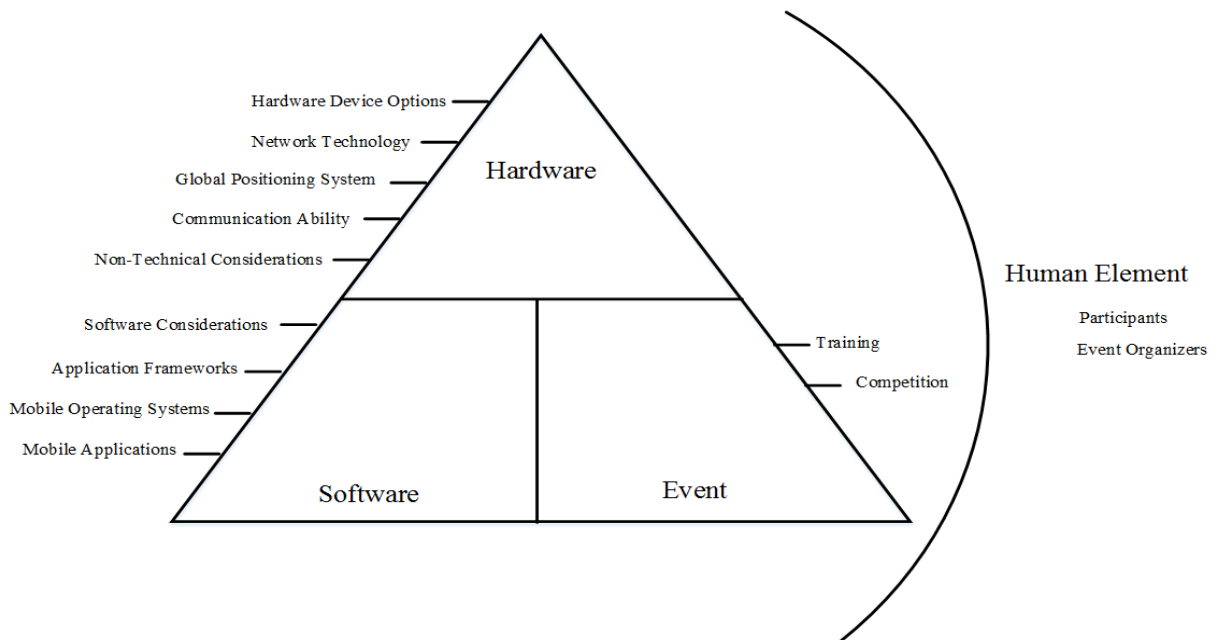 Hardware Device Options
Network Technology
Global Positioning System
Communication Ability
Non-Technical Considerations
Hardware
Software Considerations
Application Frameworks
Mobile Operating Systems
Mobile Applications
Software
Training
Competition
Event
Human Element
Participants
Event Organizers